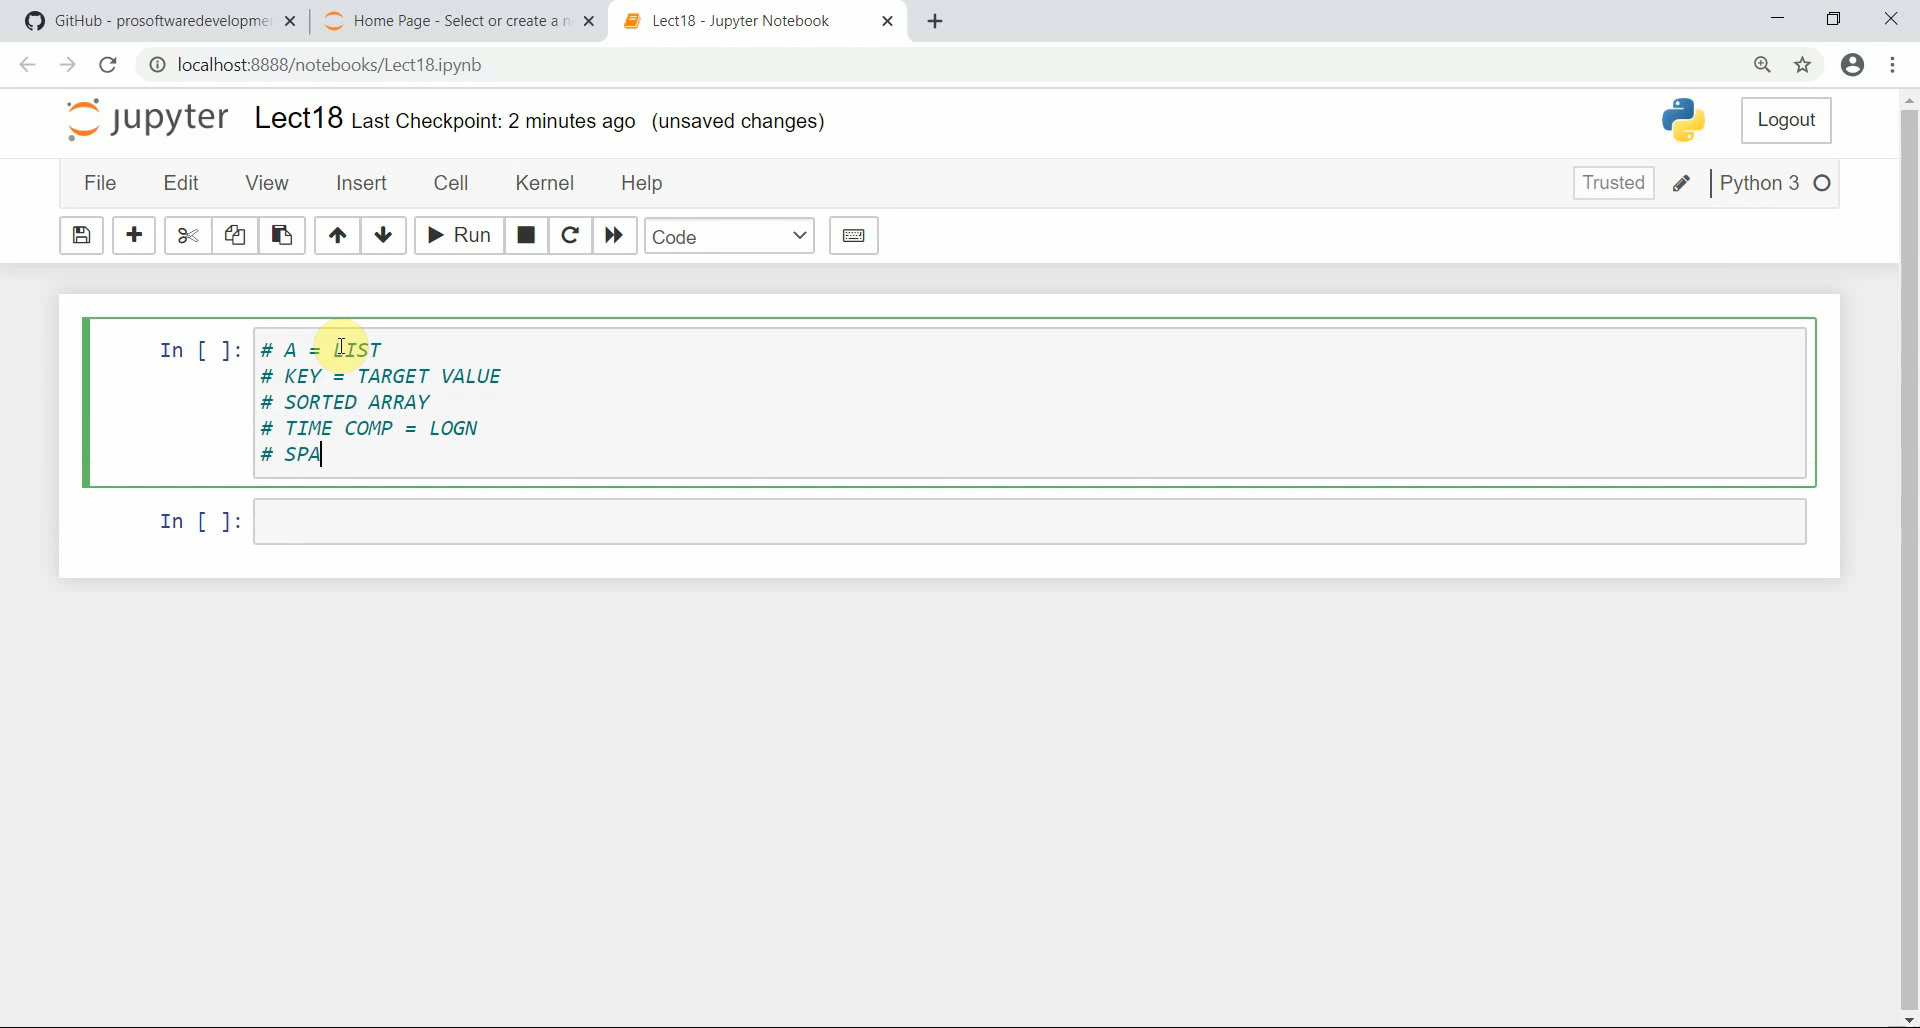 GitHub - prosoftwaredevelopme
Home Page - Select or create a n
Lect18 - Jupyter Notebook
localhost:8888/notebooks/Lect18.ipynb
jupyter Lect18 Last Checkpoint: 2 minutes ago (unsaved changes)
Logout
File Edit View Insert Cell Kernel Help
Trusted Python 3
Run Code
In [ ]: # A = LIST
# KEY = TARGET VALUE
# SORTED ARRAY
# TIME COMP = LOGN
# SPA
In [ ]: